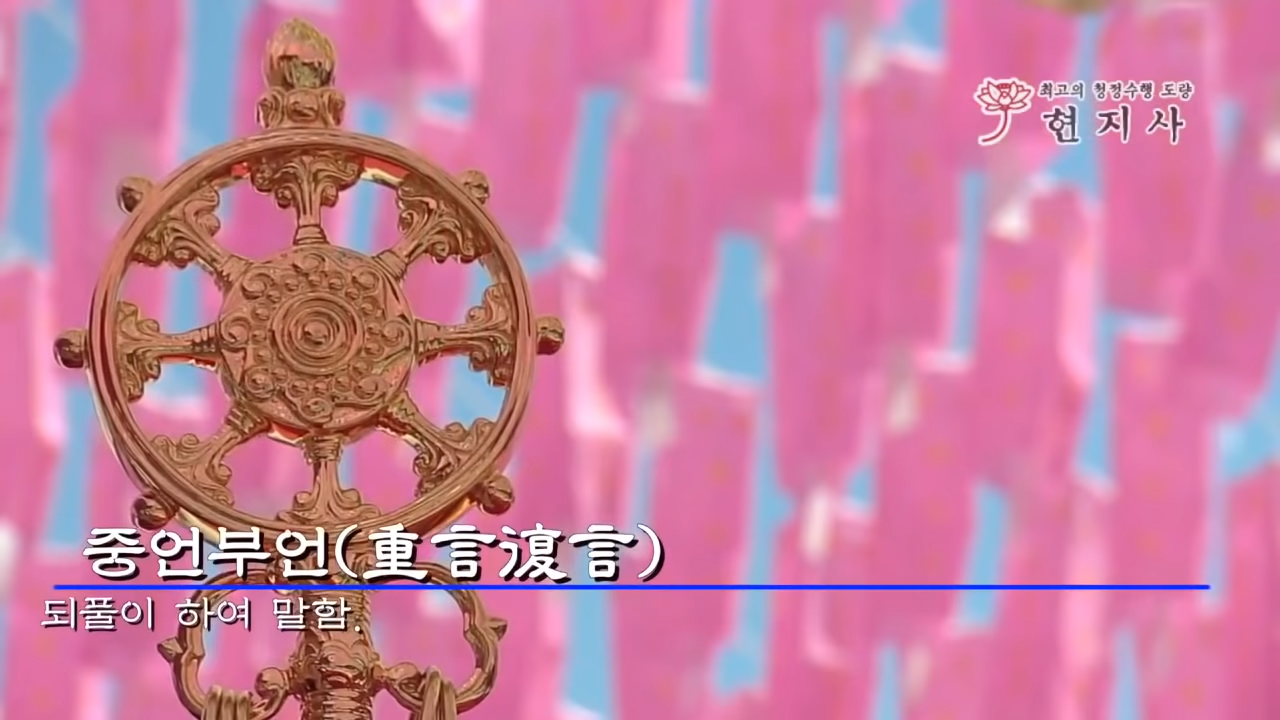 최고의 청정수행 도량
현지사
중언부언(重言復言)
되풀이 하여 말함.